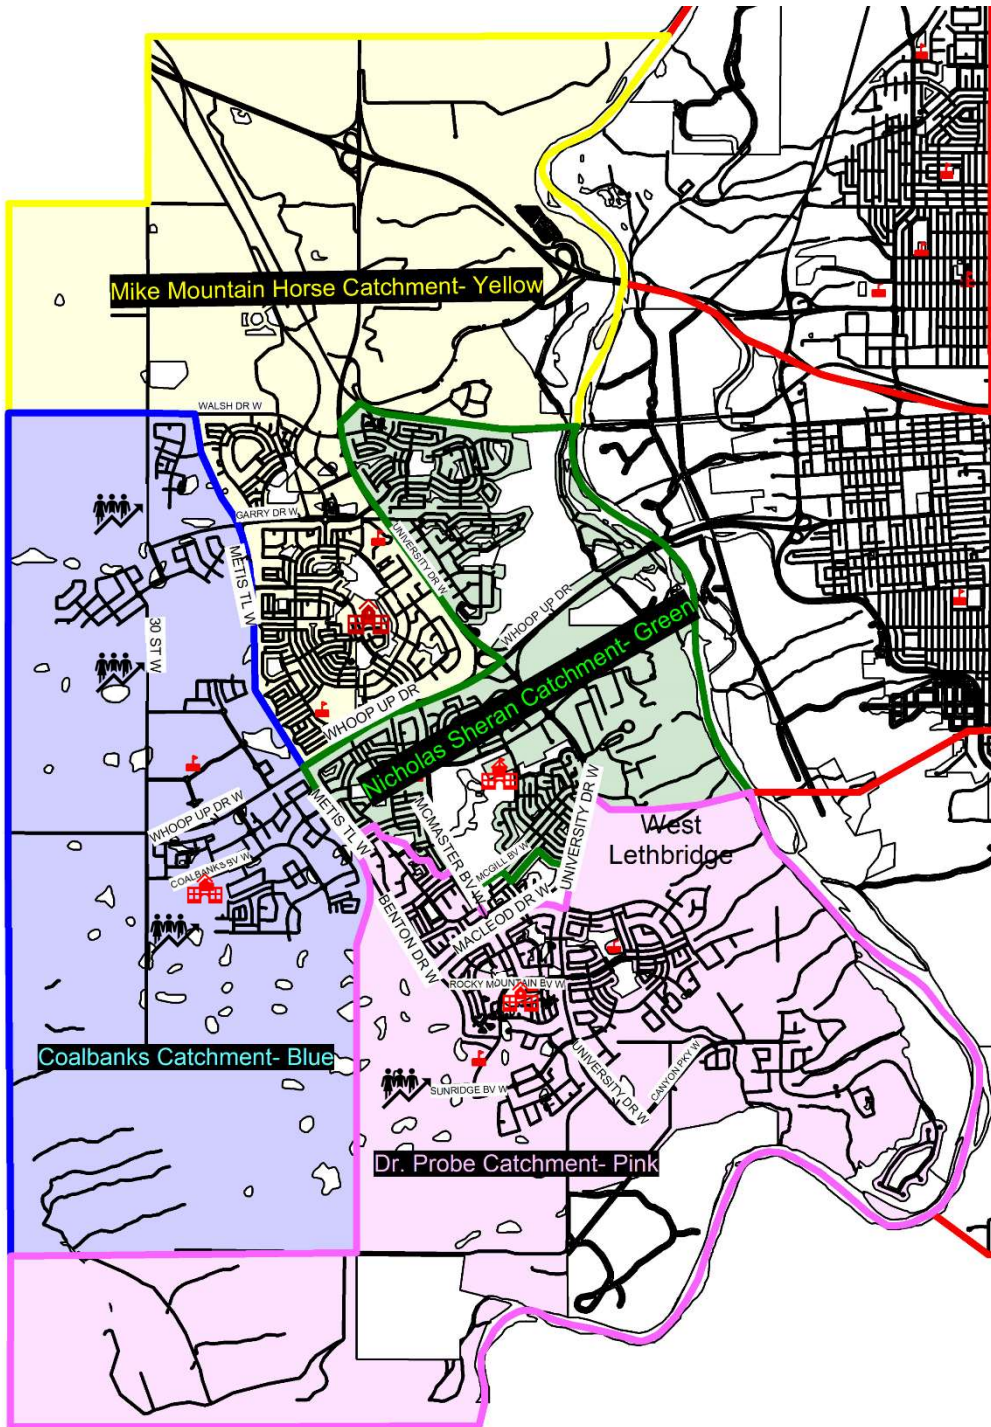 Mike Mountain Horse Catchment- Yellow
WALSH DR W
GARRY DR W
UNIVERSITY DR W
METIS TL W
30 ST W
WHOOP UP DR
WHOOP UP DR
Nicholas Sheran Catchment- Green
WHOOP UP DR W
METIS TL W
MCMASTER BV W
UNIVERSITY DR W
West
Lethbridge
COALBANKS BV W
MCGILL BV W
BENTON DR W
MACLEOD DR W
ROCKY MOUNTAIN BV W
Coalbanks Catchment- Blue
UNIVERSITY DR W
CANYON PKY W
SUNRIDGE BV W
Dr. Probe Catchment- Pink